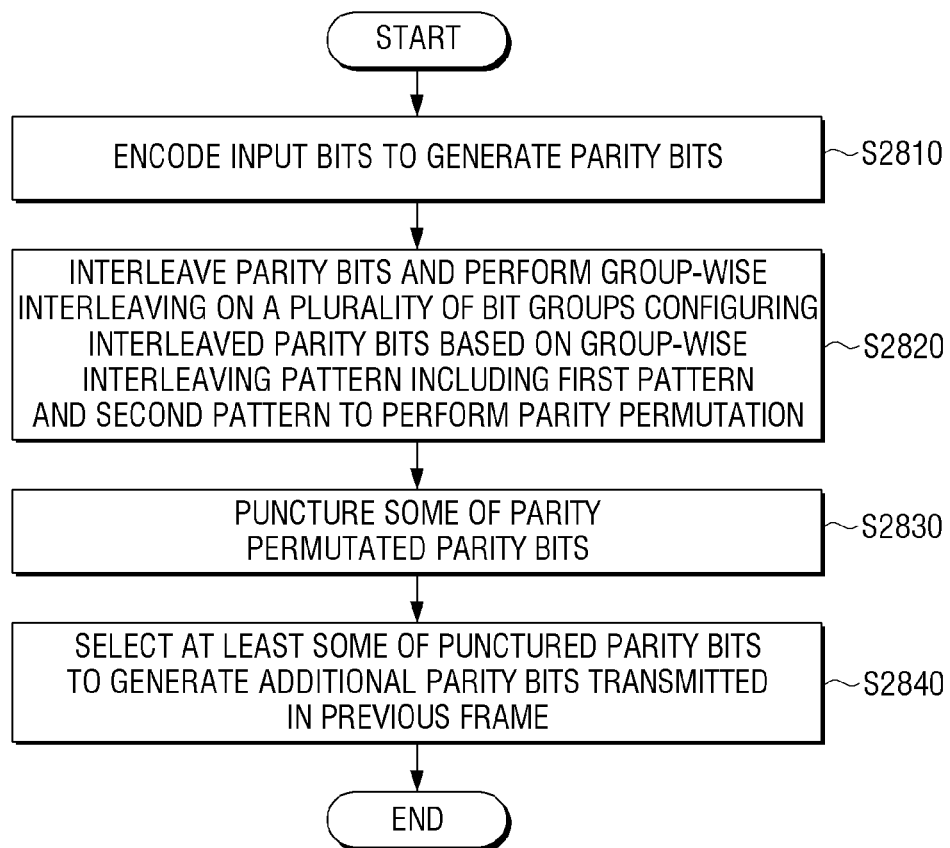 START
ENCODE INPUT BITS TO GENERATE PARITY BITS
S2810
INTERLEAVE PARITY BITS AND PERFORM GROUP-WISE
INTERLEAVING ON A PLURALITY OF BIT GROUPS CONFIGURING
INTERLEAVED PARITY BITS BASED ON GROUP-WISE
INTERLEAVING PATTERN INCLUDING FIRST PATTERN
AND SECOND PATTERN TO PERFORM PARITY PERMUTATION
S2820
PUNCTURE SOME OF PARITY
PERMUTATED PARITY BITS
S2830
SELECT AT LEAST SOME OF PUNCTURED PARITY BITS
TO GENERATE ADDITIONAL PARITY BITS TRANSMITTED
IN PREVIOUS FRAME
S2840
END